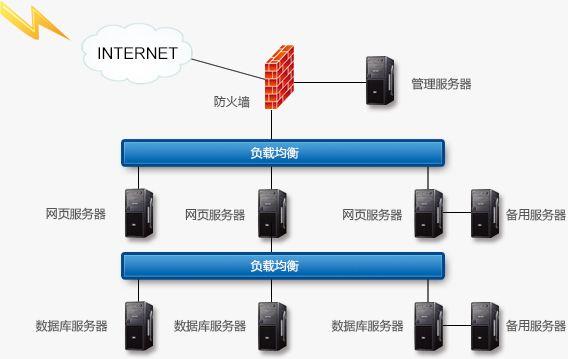 INTERNET
管理服务器
防火墙
负载均衡
网页服务器
网页服务器
网页服务器
备用服务器
负载均衡
数据库服务器
数据库服务器
数据库服务器
备用服务器